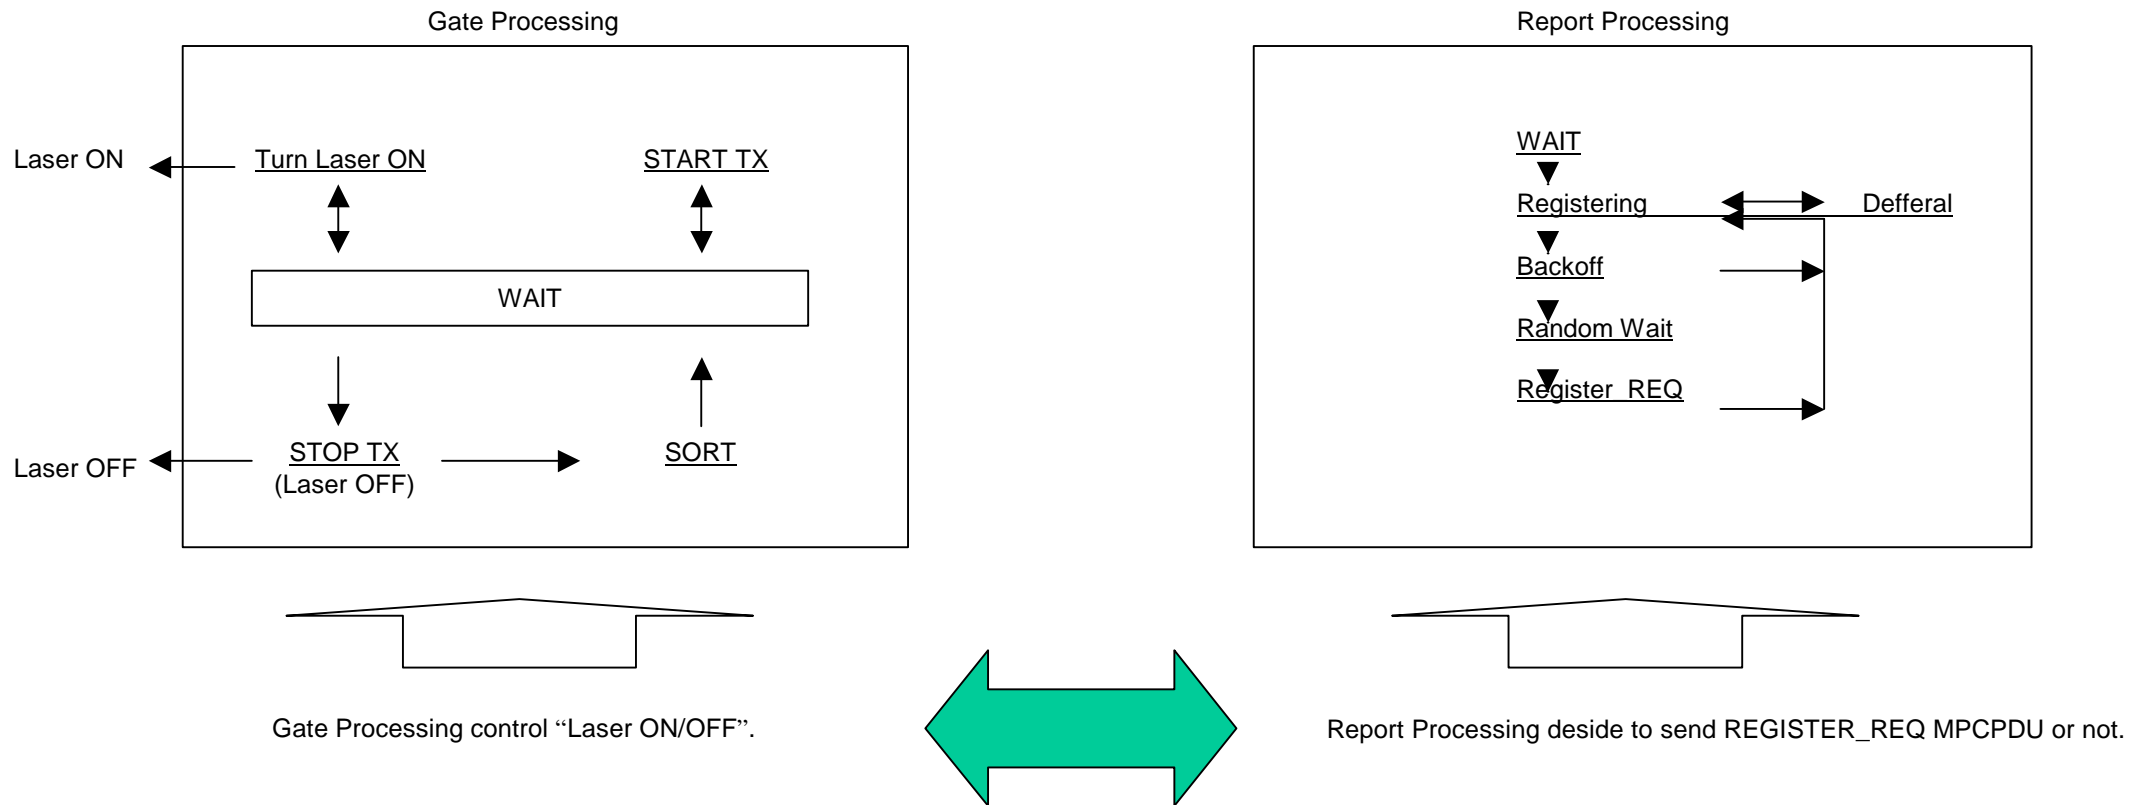 Gate Processing
Laser ON
Turn Laser ON
START TX
WAIT
Laser OFF
STOP TX
(Laser OFF)
SORT
Gate Processing control “Laser ON/OFF”.
Report Processing
WAIT
Registering
Defferal
Backoff
Random Wait
Register_REQ
Report Processing deside to send REGISTER_REQ MPCPDU or not.